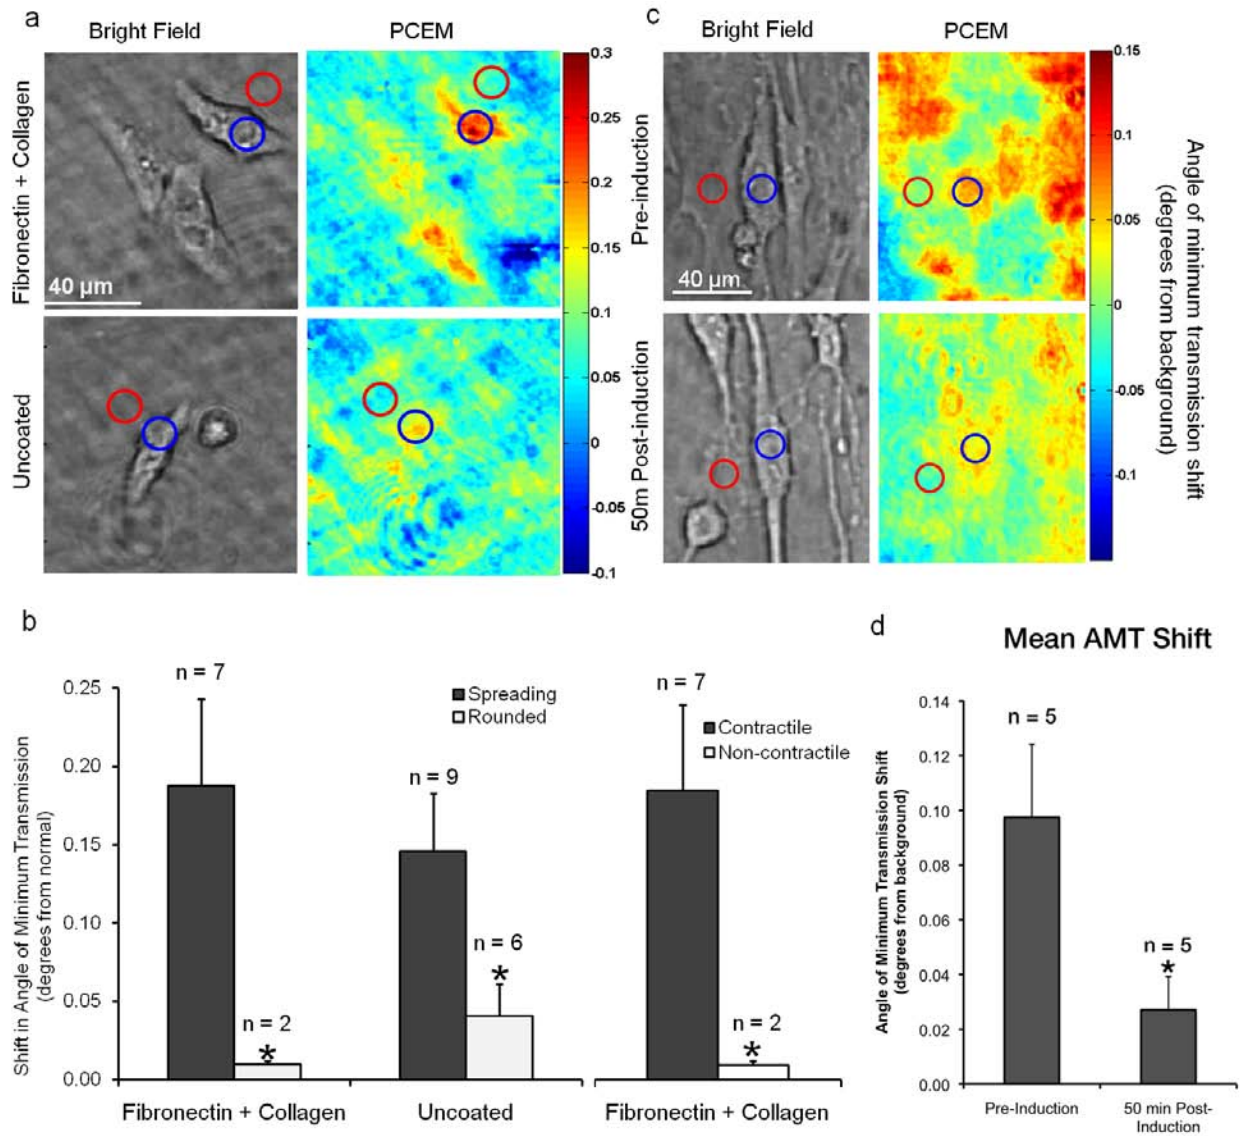 a
Bright Field
PCEM
Fibronectin + Collagen
40 µm
Uncoated
0.3
0.25
0.2
0.15
0.1
0.05
0
-0.05
-0.1
c
Bright Field
PCEM
Pre-induction
40 µm
50m Post-induction
0.15
0.1
0.05
0
-0.05
-0.1
Angle of minimum transmission shift
(degrees from background)
b
Shift in Angle of Minimum Transmission
(degrees from normal)
0.25
0.20
0.15
0.10
0.05
0.00
n = 7
n = 2
*
n = 9
n = 6
*
Spreading
Rounded
Fibronectin + Collagen
Uncoated
n = 7
n = 2
*
Contractile
Non-contractile
Fibronectin + Collagen
d
Mean AMT Shift
Angle of Minimum Transmission Shift
(degrees from background)
0.14
0.12
0.10
0.08
0.06
0.04
0.02
0.00
n = 5
n = 5
*
Pre-Induction
50 min Post-
Induction